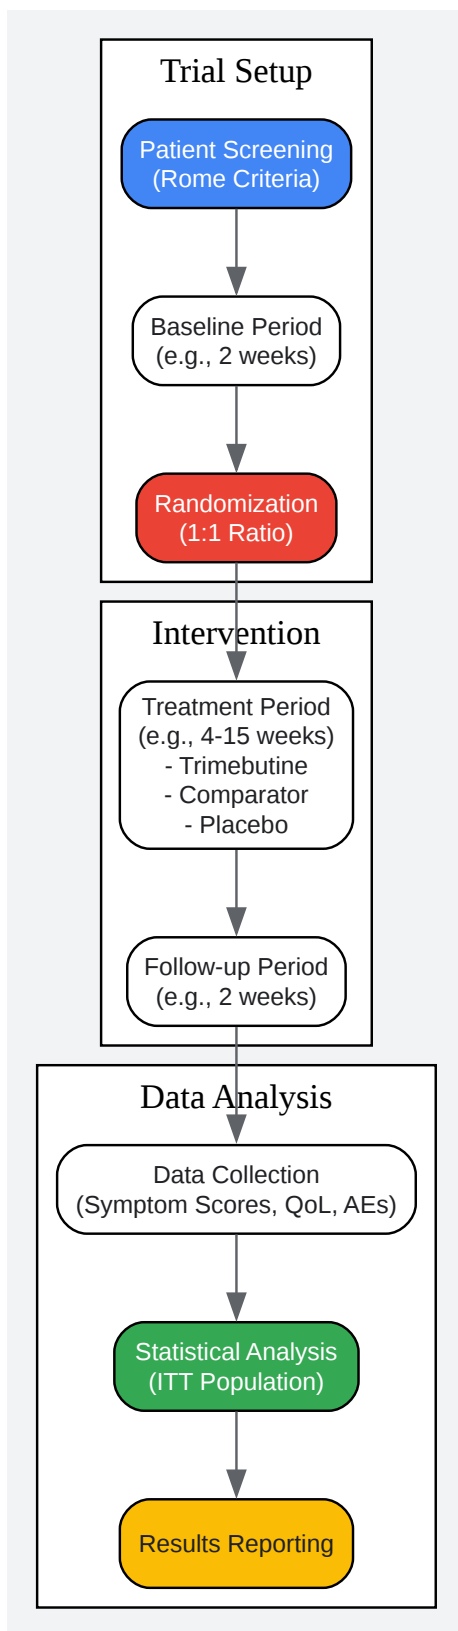 Trial Setup
Patient Screening
(Rome Criteria)
Baseline Period
(e.g., 2 weeks)
Randomization
(1:1 Ratio)
Intervention
Treatment Period
(e.g., 4-15 weeks)
- Trimebutine
- Comparator
- Placebo
Follow-up Period
(e.g., 2 weeks)
Data Analysis
Data Collection
(Symptom Scores, QoL, AEs)
Statistical Analysis
(ITT Population)
Results Reporting